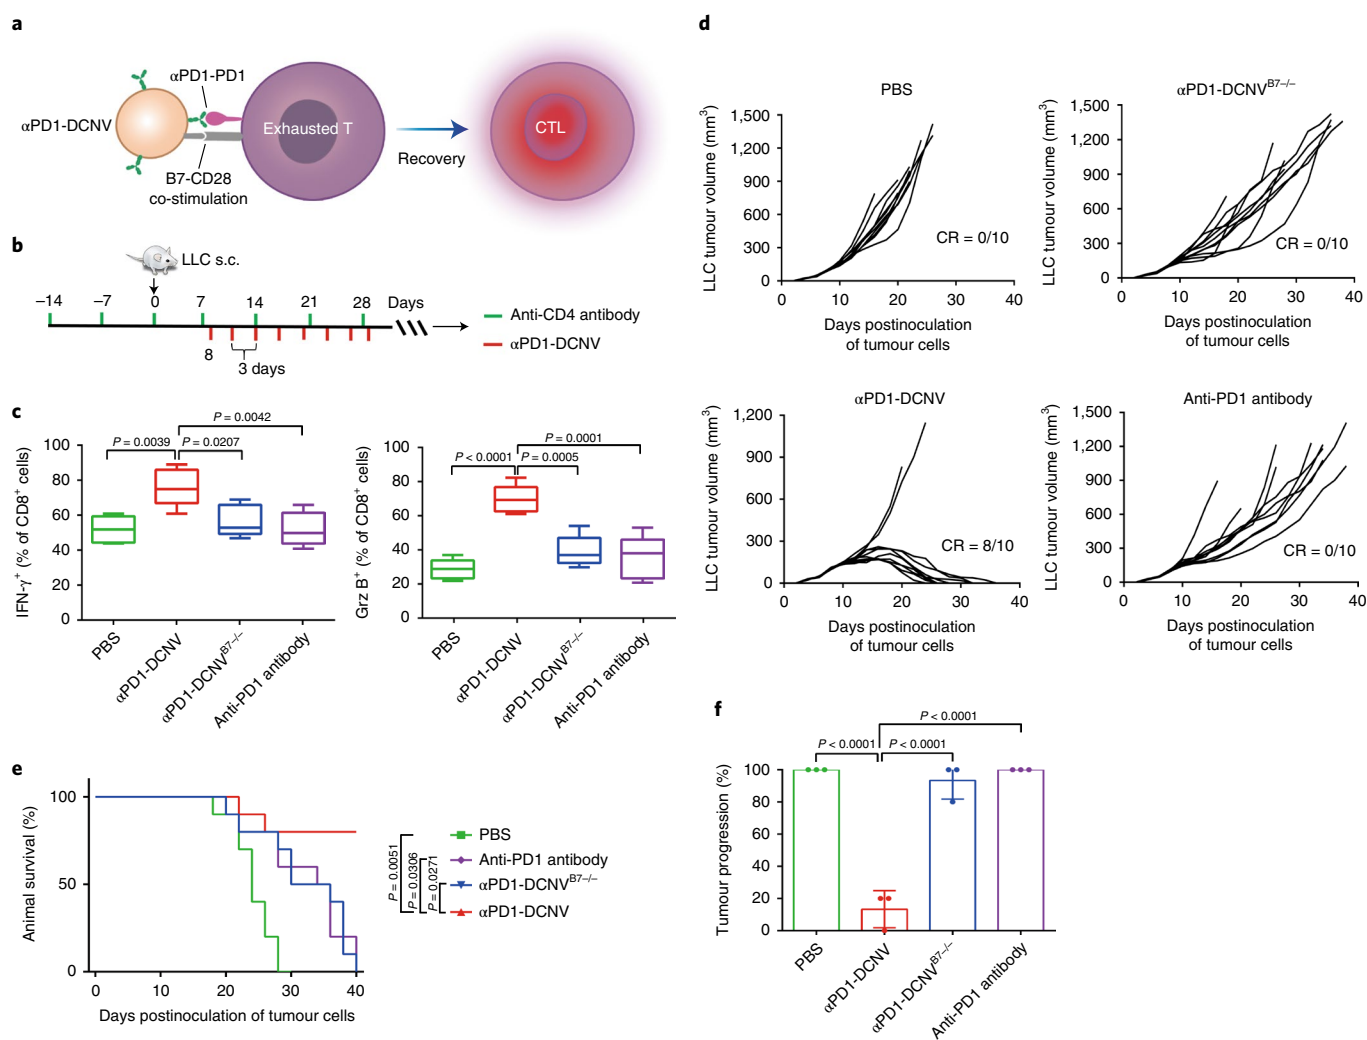 a
αPD1-PD1
αPD1-DCNV
Exhausted T
B7-CD28
co-stimulation
Recovery
CTL
b
LLC s.c.
–14 –7 0 7 14 21 28 Days
8
3 days
Anti-CD4 antibody
αPD1-DCNV
c
P = 0.0042
P = 0.0039 P = 0.0207
IFN-γ+ (% of CD8+ cells)
100
80
60
40
20
0
PBS
αPD1-DCNV
αPD1-DCNVB7–/–
Anti-PD1 antibody
P = 0.0001
P < 0.0001 P = 0.0005
Grz B+ (% of CD8+ cells)
100
80
60
40
20
0
PBS
αPD1-DCNV
αPD1-DCNVB7–/–
Anti-PD1 antibody
d
PBS
LLC tumour volume (mm3)
1,500
1,200
900
600
300
0
CR = 0/10
0 10 20 30 40
Days postinoculation
of tumour cells
αPD1-DCNVB7–/–
LLC tumour volume (mm3)
1,500
1,200
900
600
300
0
CR = 0/10
0 10 20 30 40
Days postinoculation
of tumour cells
αPD1-DCNV
LLC tumour volume (mm3)
1,200
900
600
300
0
CR = 8/10
0 10 20 30 40
Days postinoculation
of tumour cells
Anti-PD1 antibody
LLC tumour volume (mm3)
1,500
1,200
900
600
300
0
CR = 0/10
0 10 20 30 40
Days postinoculation
of tumour cells
e
Animal survival (%)
100
50
0
0 10 20 30 40
Days postinoculation of tumour cells
P = 0.0051
P = 0.0306
P = 0.0271
PBS
Anti-PD1 antibody
αPD1-DCNVB7–/–
αPD1-DCNV
f
P < 0.0001
P < 0.0001 P < 0.0001
Tumour progression (%)
100
80
60
40
20
0
PBS
αPD1-DCNV
αPD1-DCNVB7–/–
Anti-PD1 antibody